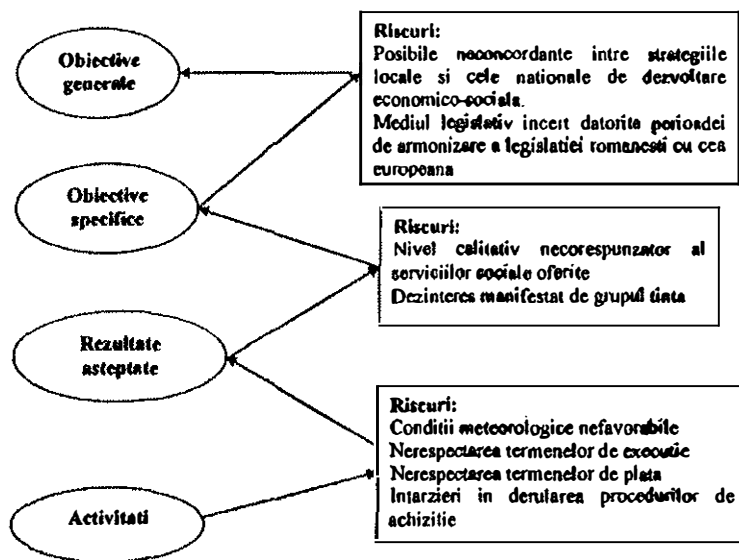 Obiective
generale
Riscuri:
Posibile neconcordante intre strategiile
locale si cele nationale de dezvoltare
economico-sociala.
Mediul legislativ incert datorita perioadei
de armonizare a legislatiei romanesti cu cea
europeana
Obiective
specifice
Riscuri:
Nivel calitativ necorespunzator al
serviciilor sociale oferite
Dezinteres manifestat de grupul tinta
Rezultate
asteptate
Riscuri:
Conditii meteorologice nefavorabile
Nerespectarea termenelor de executie
Nerespectarea termenelor de plata
Intarzieri in derularea procedurilor de
achizitie
Activitati